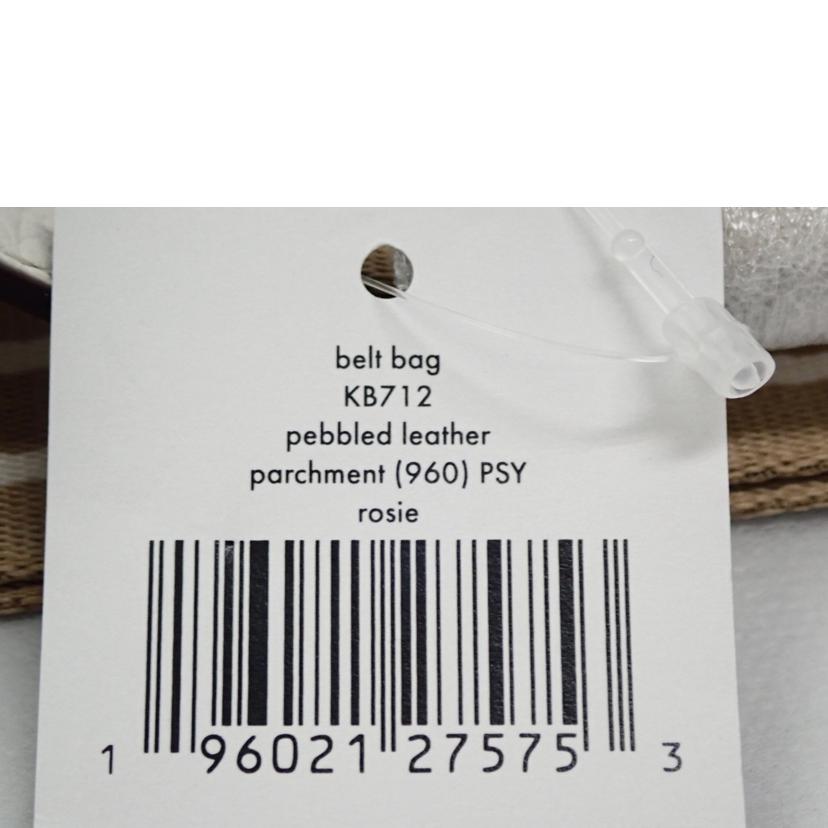 belt bag
KB712
pebbled leather
parchment (960) PSY
rosie
1 96021 27575 3